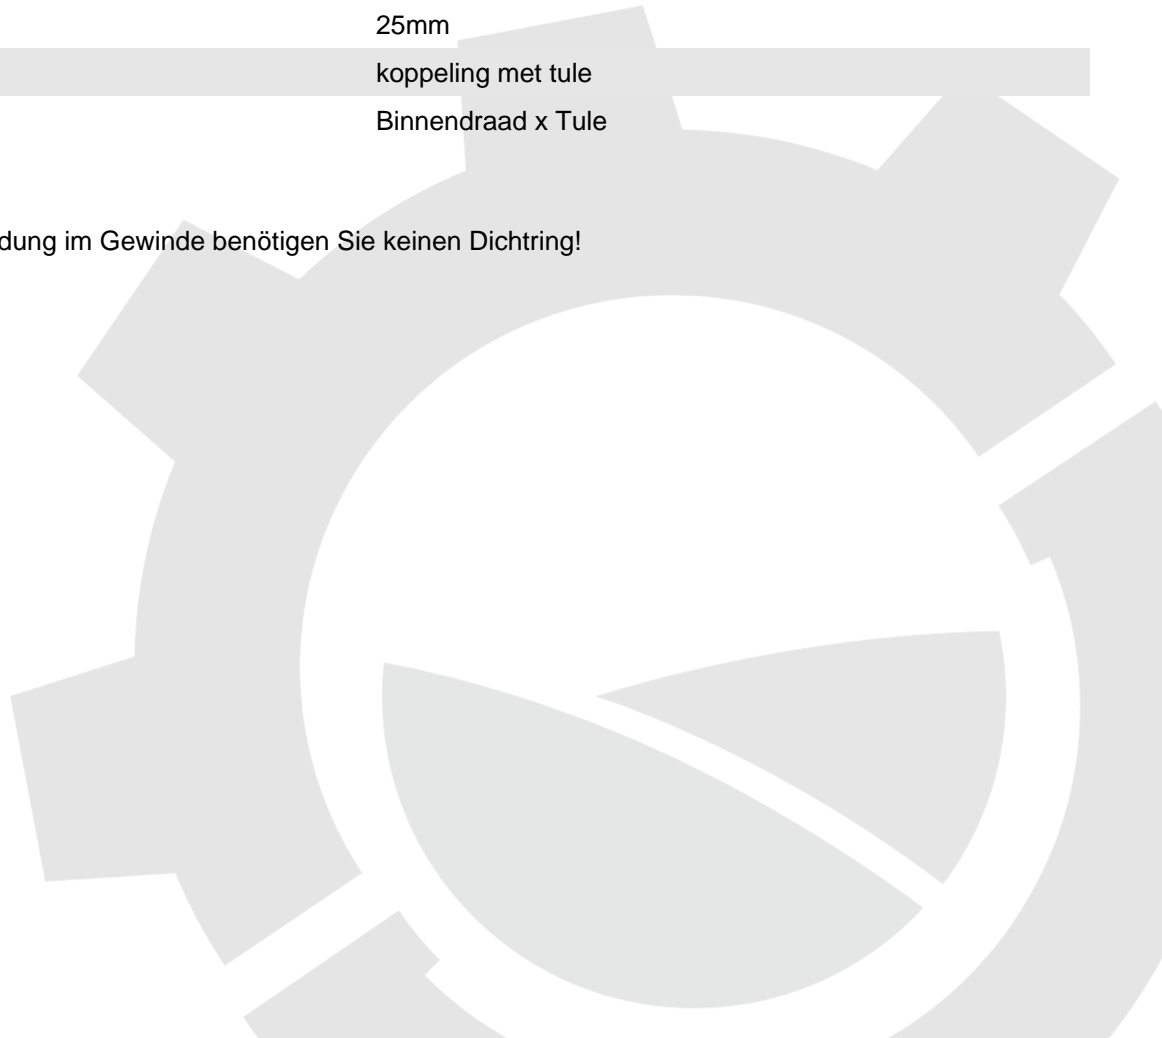 25mm
koppeling met tule
Binnendraad x Tule
dung im Gewinde benötigen Sie keinen Dichtring!